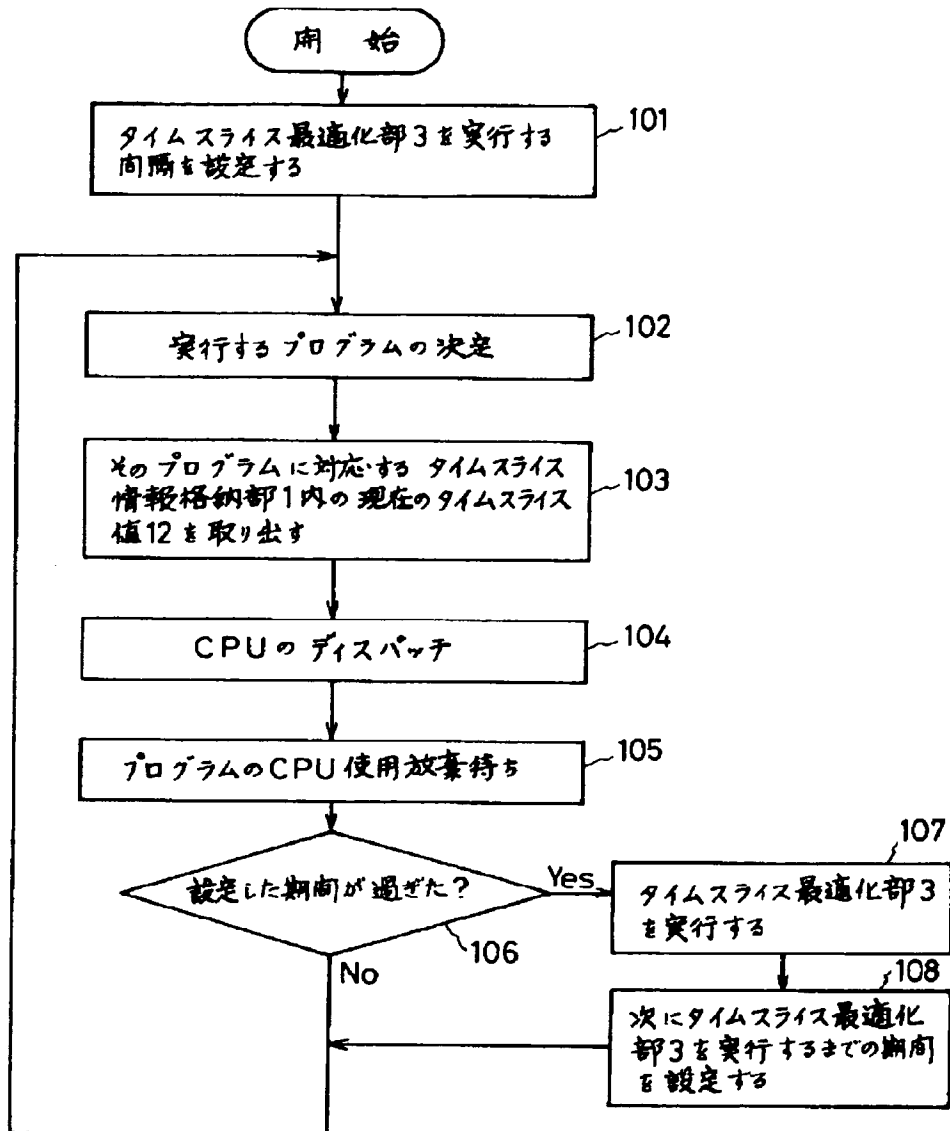 開 始
101
タイムスライス最適化部3を実行する
間隔を設定する
102
実行するプログラムの決定
103
そのプログラムに対応する タイムスライス
情報格納部1内の現在のタイムスライス
値12を取り出す
104
CPUのディスパッチ
105
プログラムのCPU使用放棄待ち
設定した期間が過ぎた?
106
Yes
No
107
タイムスライス最適化部3
を実行する
108
次にタイムスライス最適化
部3を実行するまでの期間
を設定する